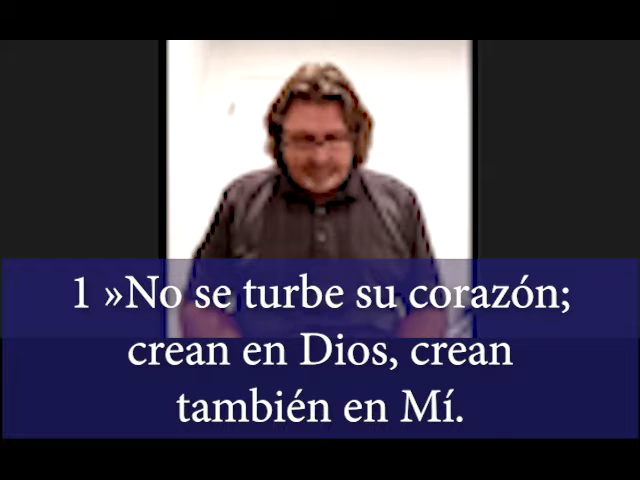 1 »No se turbe su corazón;
crean en Dios, crean
también en Mí.